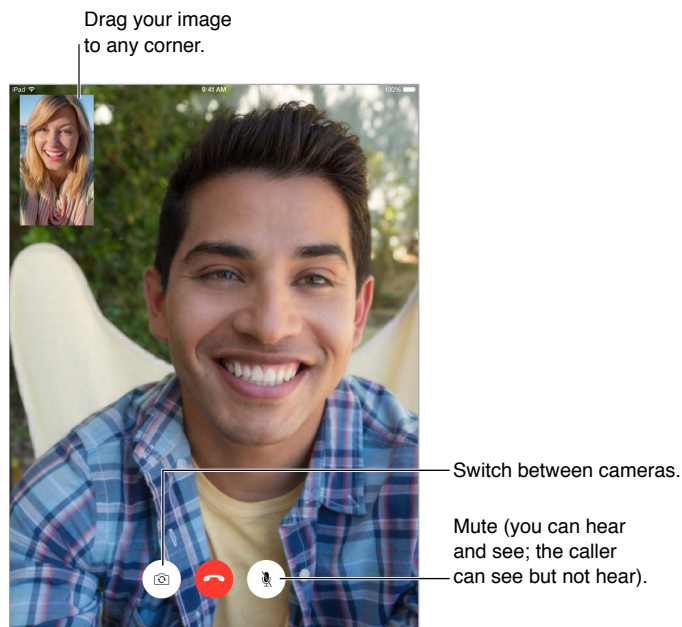 Drag your image
to any corner.
iPad
9:41 AM
100%
Switch between cameras.
Mute (you can hear
and see; the caller
can see but not hear).